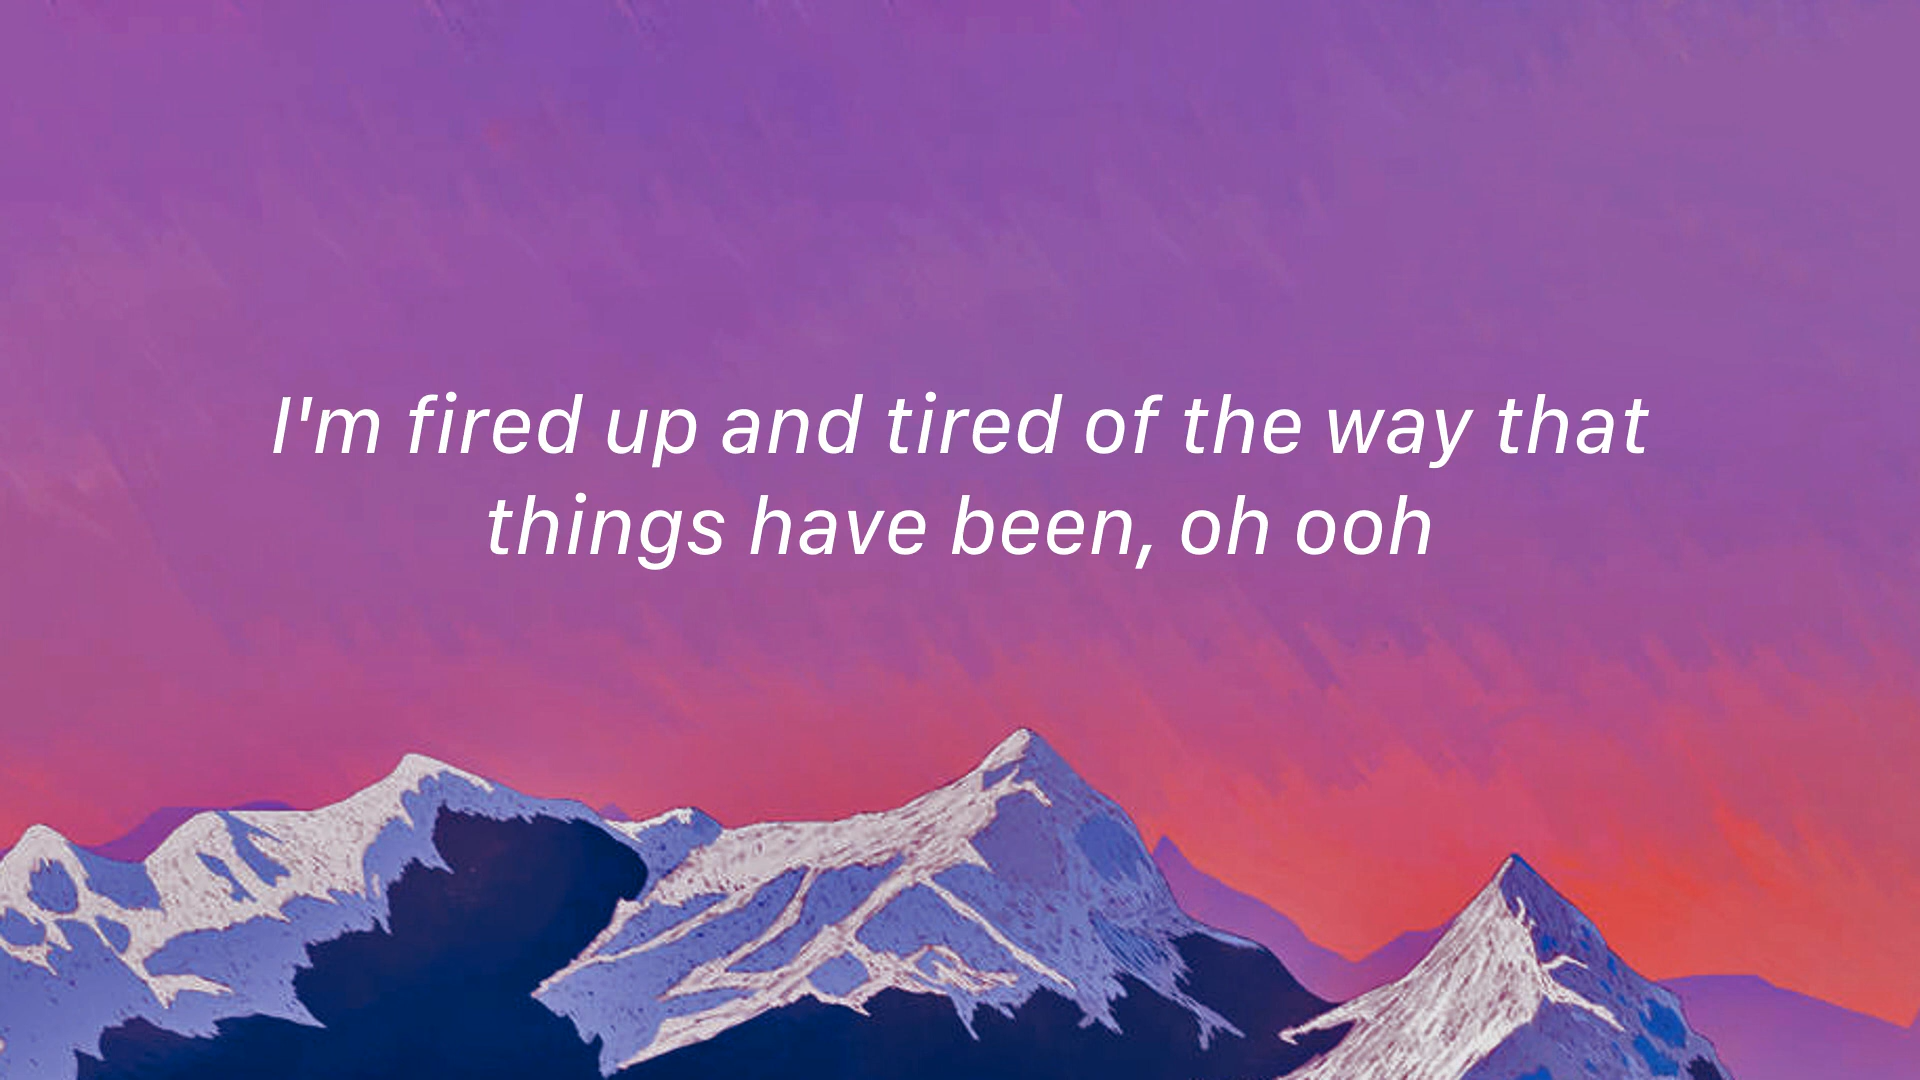 I'm fired up and tired of the way that
things have been, oh ooh